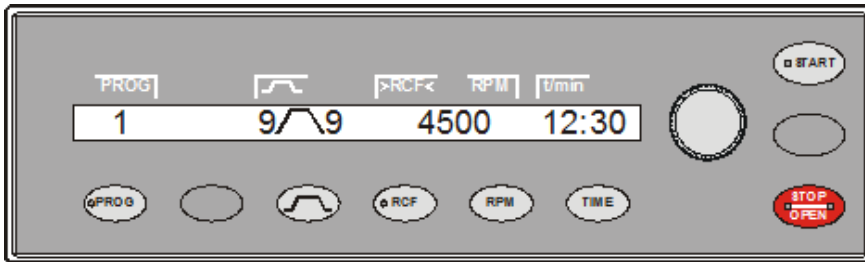 START
PROG >RCF< RPM t/min
1 9 9 4500 12:30
PROG RCF RPM TIME
STOP
OPEN